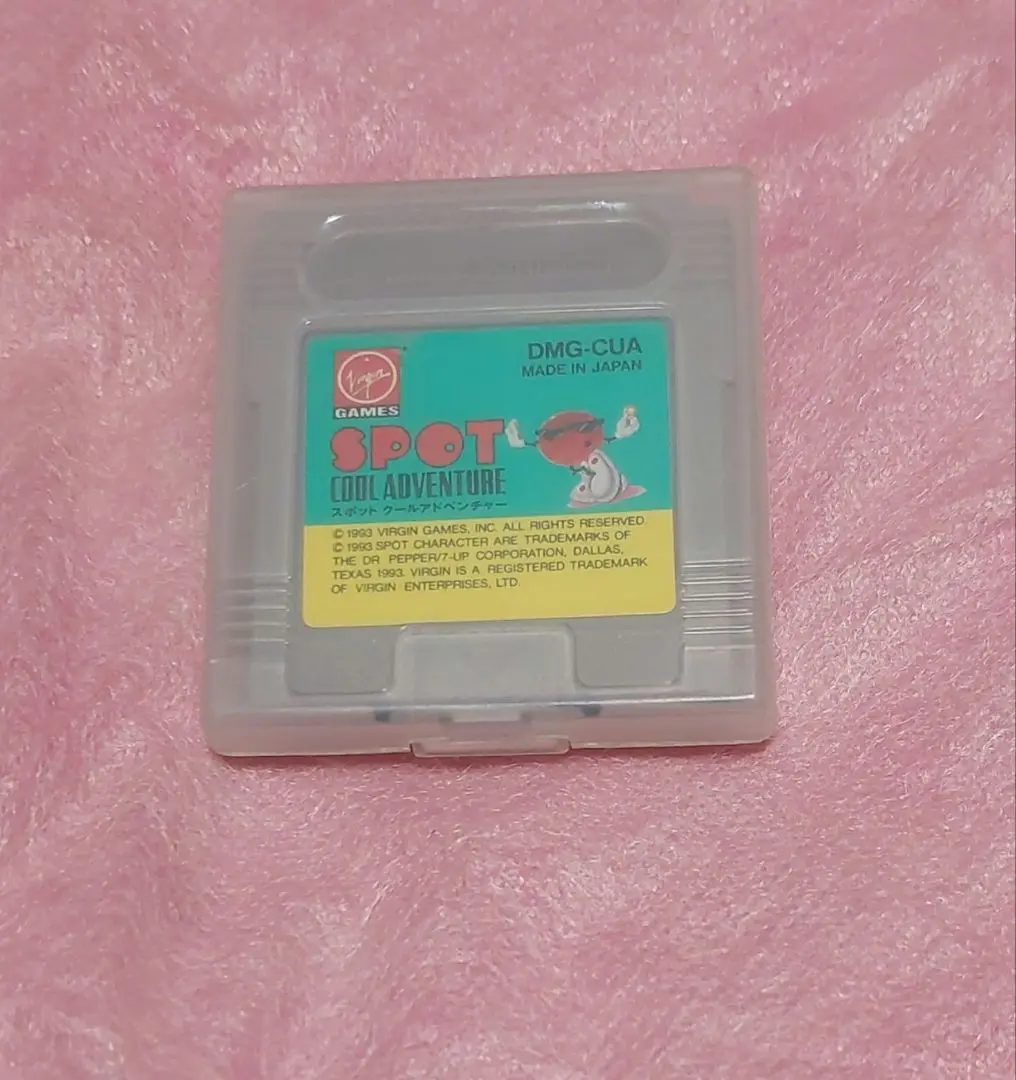 Virgin
GAMES
DMG-CUA
MADE IN JAPAN
SPOT
COOL ADVENTURE
スポット クールアドベンチャー
© 1993 VIRGIN GAMES, INC. ALL RIGHTS RESERVED.
© 1993 SPOT CHARACTER ARE TRADEMARKS OF
THE DR PEPPER/7-UP CORPORATION, DALLAS,
TEXAS 1993. VIRGIN IS A REGISTERED TRADEMARK
OF VIRGIN ENTERPRISES, LTD.